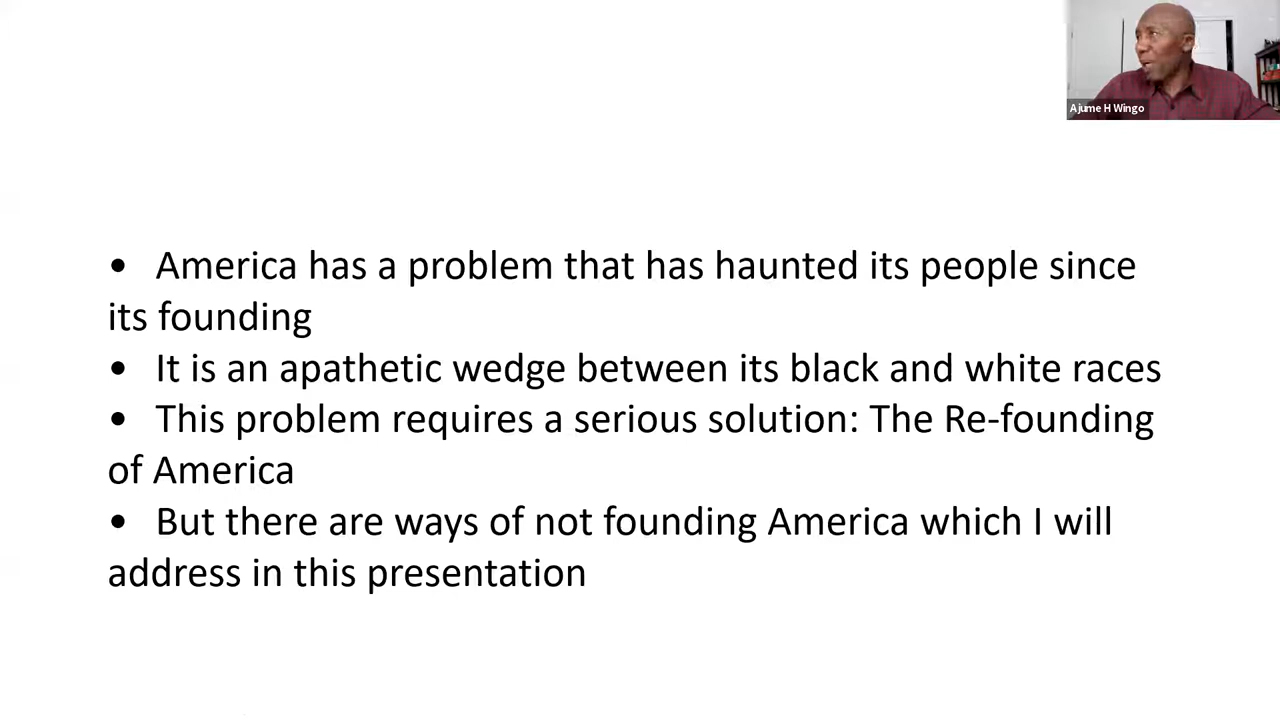 Ajume H Wingo
• America has a problem that has haunted its people since
its founding
• It is an apathetic wedge between its black and white races
• This problem requires a serious solution: The Re-founding
of America
• But there are ways of not founding America which I will
address in this presentation